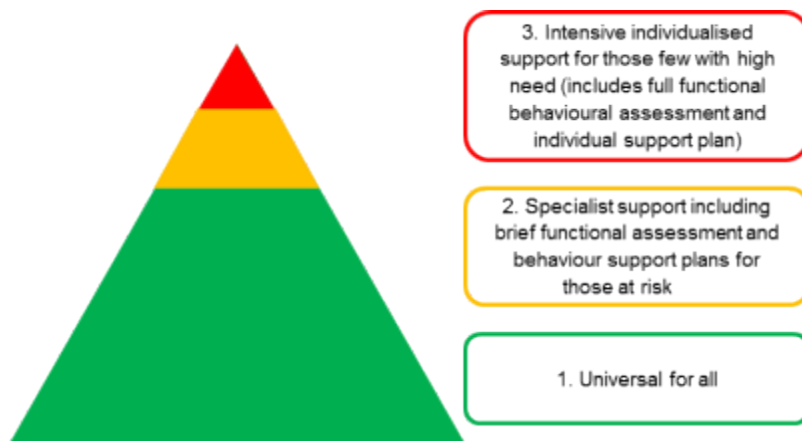 3. Intensive individualised
support for those few with high
need (includes full functional
behavioural assessment and
individual support plan)
2. Specialist support including
brief functional assessment and
behaviour support plans for
those at risk
1. Universal for all